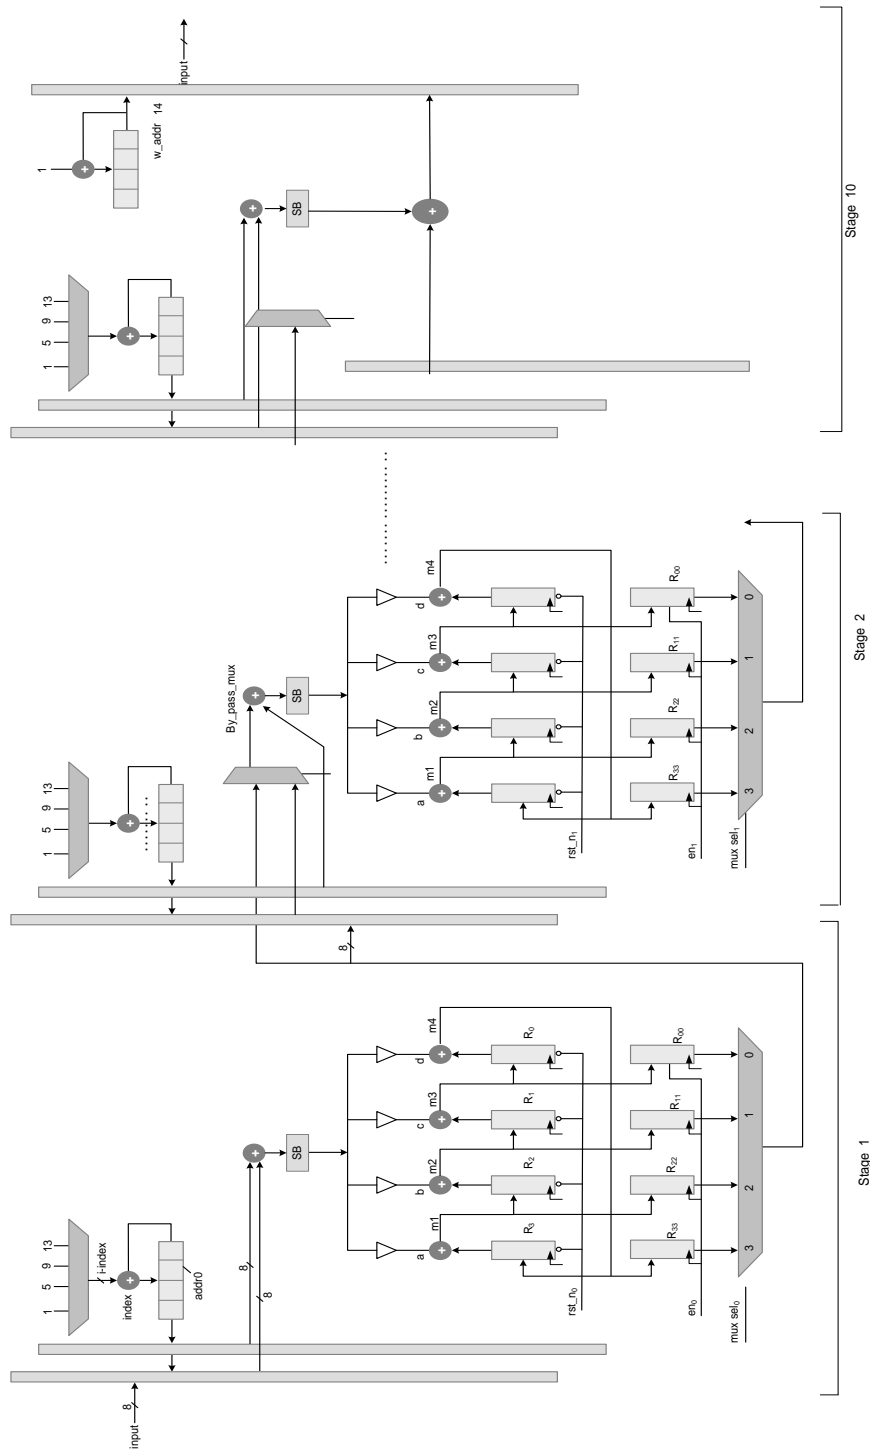 input
8
1 5 9 13
i-index
index
addr0
8
8
SB
a m1 b m2 c m3 d m4
R₃ R₂ R₁ R₀
rst_n₀
R₃₃ R₂₂ R₁₁ R₀₀
en₀
3 2 1 0
mux sel₀
Stage 1
8
1 5 9 13
By_pass_mux
SB
a m1 b m2 c m3 d m4
rst_n₁
R₃₃ R₂₂ R₁₁ R₀₀
en₁
3 2 1 0
mux sel₁
Stage 2
1 5 9 13
1
w_addr 14
SB
input
Stage 10